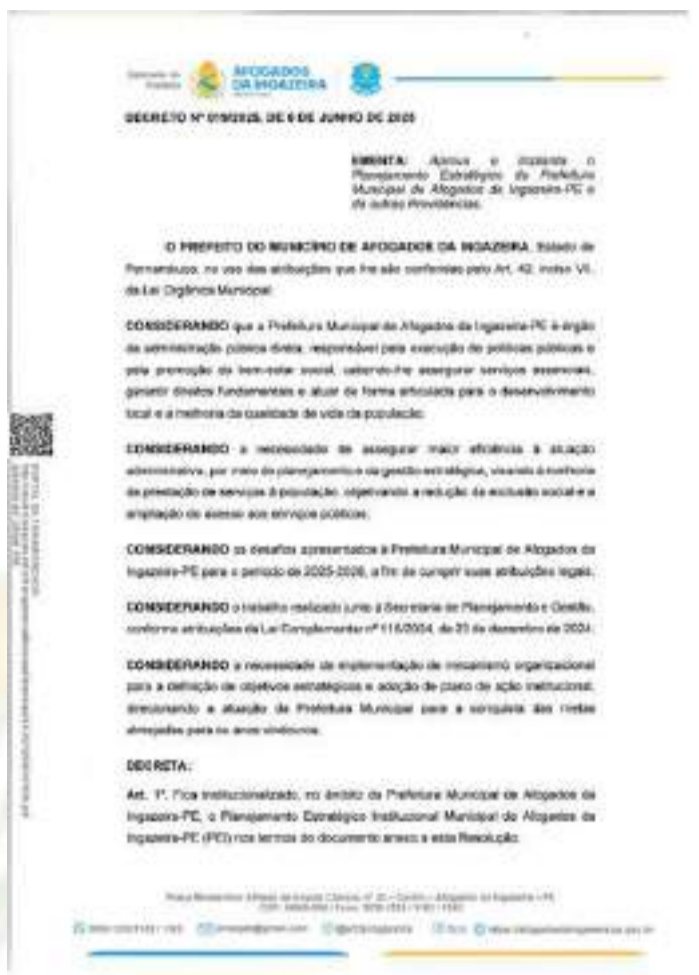 Gabinete do
Prefeito
AFOGADOS
DA INGAZEIRA
DECRETO Nº 019/2025, DE 6 DE JUNHO DE 2025
EMENTA: Aprova e implanta o
Planejamento Estratégico da Prefeitura
Municipal de Afogados da Ingazeira-PE e
dá outras Providências.
O PREFEITO DO MUNICÍPIO DE AFOGADOS DA INGAZEIRA, Estado de
Pernambuco, no uso das atribuições que lhe são conferidas pelo Art. 42, inciso VII,
da Lei Orgânica Municipal:
CONSIDERANDO que a Prefeitura Municipal de Afogados da Ingazeira-PE é órgão
da administração pública direta, responsável pela execução de políticas públicas e
pela promoção do bem-estar social, cabendo-lhe assegurar serviços essenciais,
garantir direitos fundamentais e atuar de forma articulada para o desenvolvimento
local e a melhoria da qualidade de vida da população;
CONSIDERANDO a necessidade de assegurar maior eficiência à atuação
administrativa, por meio do planejamento e da gestão estratégica, visando à melhoria
da prestação de serviços à população, objetivando a redução da exclusão social e a
ampliação do acesso aos serviços públicos;
CONSIDERANDO os desafios apresentados à Prefeitura Municipal de Afogados da
Ingazeira-PE para o período de 2025-2028, a fim de cumprir suas atribuições legais;
CONSIDERANDO o trabalho realizado junto à Secretaria de Planejamento e Gestão,
conforme atribuições da Lei Complementar nº 116/2024, de 23 de dezembro de 2024;
CONSIDERANDO a necessidade de implementação de mecanismo organizacional
para a definição de objetivos estratégicos e adoção de plano de ação institucional,
direcionando a atuação da Prefeitura Municipal para a conquista das metas
almejadas para os anos vindouros.
DECRETA:
Art. 1º. Fica institucionalizado, no âmbito da Prefeitura Municipal de Afogados da
Ingazeira-PE, o Planejamento Estratégico Institucional Municipal de Afogados da
Ingazeira-PE (PEI) nos termos do documento anexo a esta Resolução.